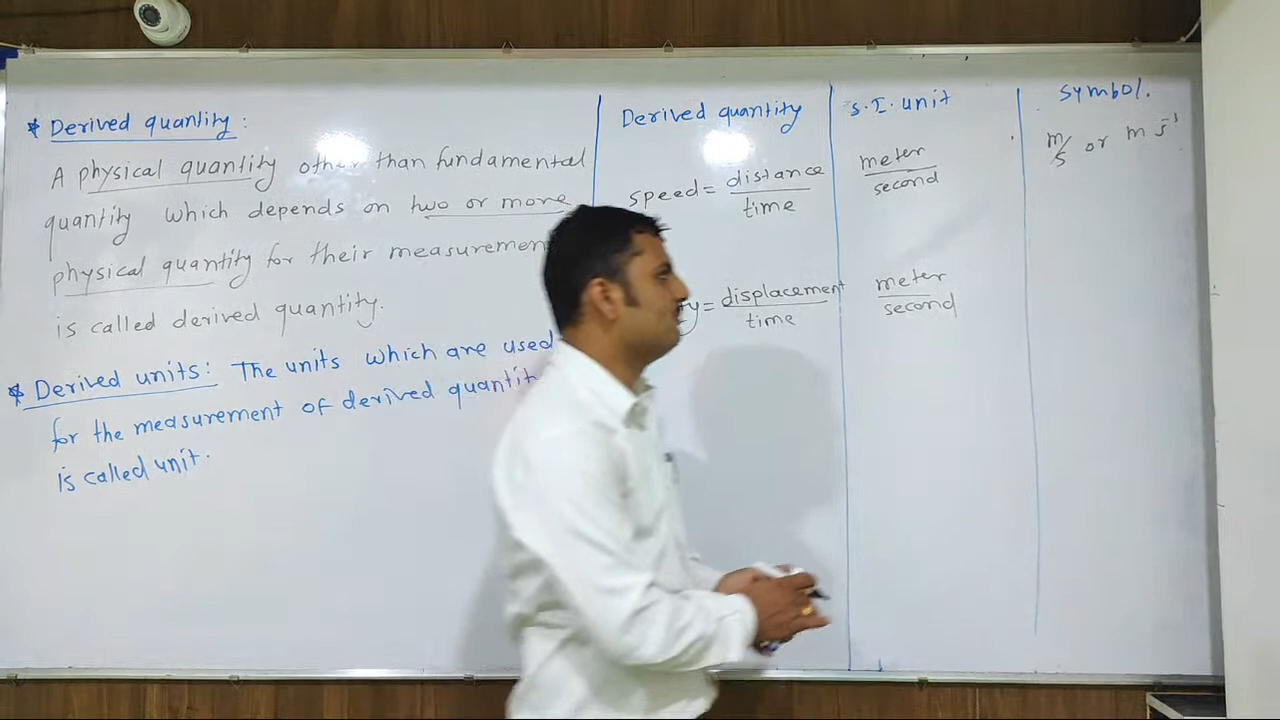 * Derived quantity :
A physical quantity other than fundamental
quantity which depends on two or more
physical quantity for their measurement
is called derived quantity.
* Derived units : The units which are used
for the measurement of derived
is called unit.
Derived quantity
speed = distance / time
= displacement / time
S.I. unit
meter / second
meter / second
Symbol.
m/s or m s⁻¹